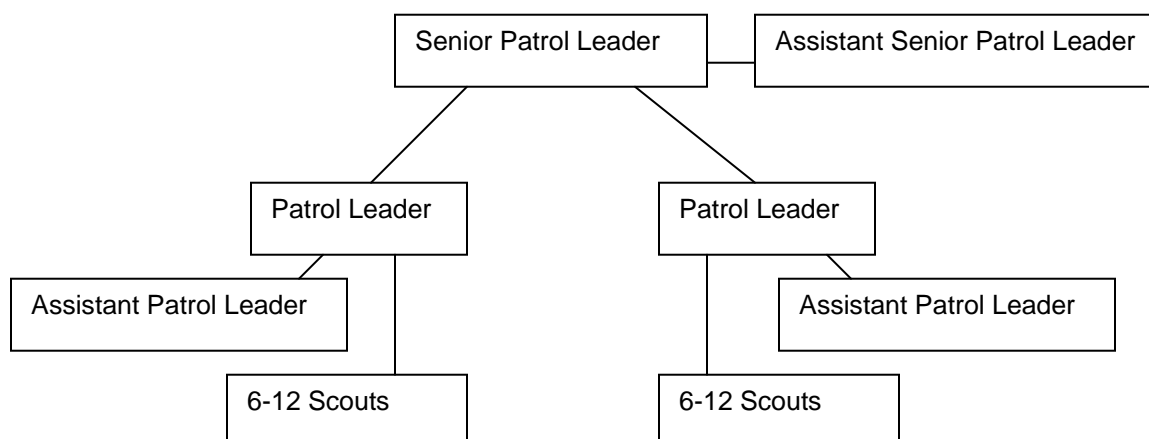 Senior Patrol Leader
Assistant Senior Patrol Leader
Patrol Leader
Patrol Leader
Assistant Patrol Leader
Assistant Patrol Leader
6-12 Scouts
6-12 Scouts